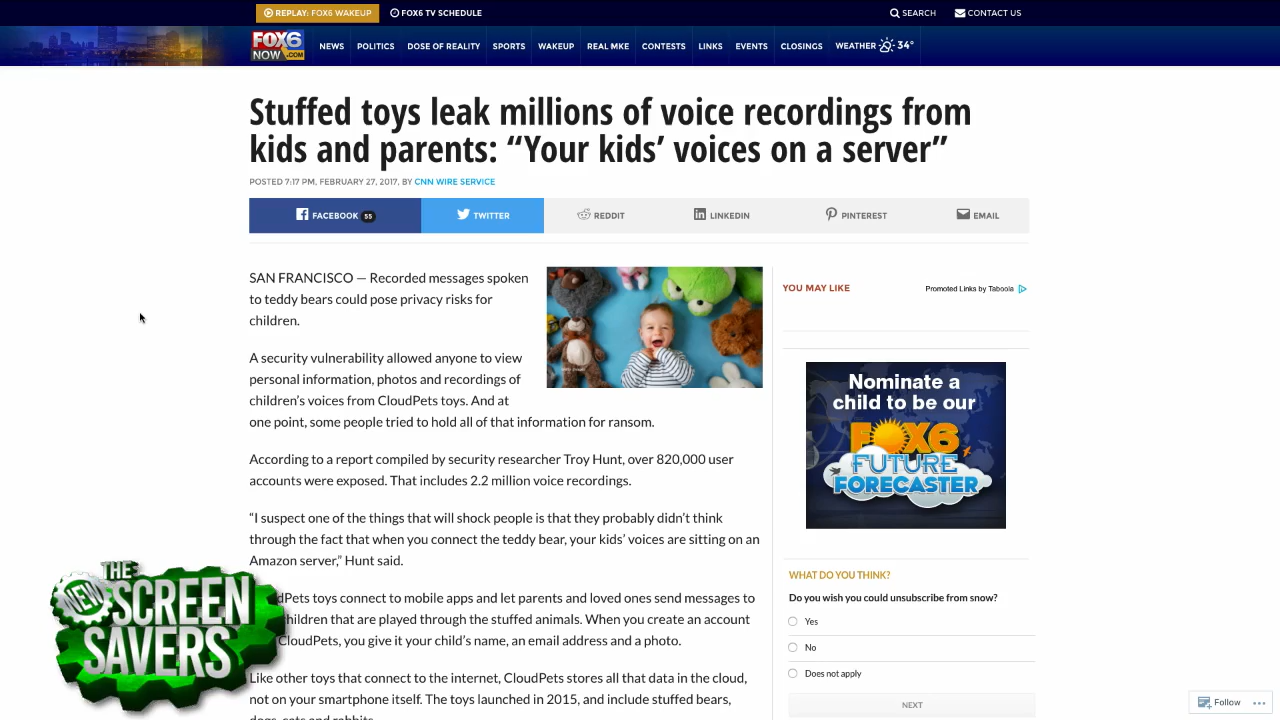 REPLAY: FOX6 WAKEUP
FOX6 TV SCHEDULE
SEARCH
CONTACT US
FOX6
NOW.COM
NEWS
POLITICS
DOSE OF REALITY
SPORTS
WAKEUP
REAL MKE
CONTESTS
LINKS
EVENTS
CLOSINGS
WEATHER 34°
Stuffed toys leak millions of voice recordings from
kids and parents: “Your kids’ voices on a server”
POSTED 7:17 PM, FEBRUARY 27, 2017, BY CNN WIRE SERVICE
FACEBOOK 55
TWITTER
REDDIT
LINKEDIN
PINTEREST
EMAIL
SAN FRANCISCO — Recorded messages spoken
to teddy bears could pose privacy risks for
children.
A security vulnerability allowed anyone to view
personal information, photos and recordings of
children’s voices from CloudPets toys. And at
one point, some people tried to hold all of that information for ransom.
According to a report compiled by security researcher Troy Hunt, over 820,000 user
accounts were exposed. That includes 2.2 million voice recordings.
“I suspect one of the things that will shock people is that they probably didn’t think
through the fact that when you connect the teddy bear, your kids’ voices are sitting on an
Amazon server,” Hunt said.
dPets toys connect to mobile apps and let parents and loved ones send messages to
hildren that are played through the stuffed animals. When you create an account
CloudPets, you give it your child’s name, an email address and a photo.
Like other toys that connect to the internet, CloudPets stores all that data in the cloud,
not on your smartphone itself. The toys launched in 2015, and include stuffed bears,
dogs, cats and rabbits.
YOU MAY LIKE
Promoted Links by Taboola
Nominate a
child to be our
FOX6
FUTURE
FORECASTER
WHAT DO YOU THINK?
Do you wish you could unsubscribe from snow?
Yes
No
Does not apply
NEXT
Follow
THE
NEW
SCREEN
SAVERS